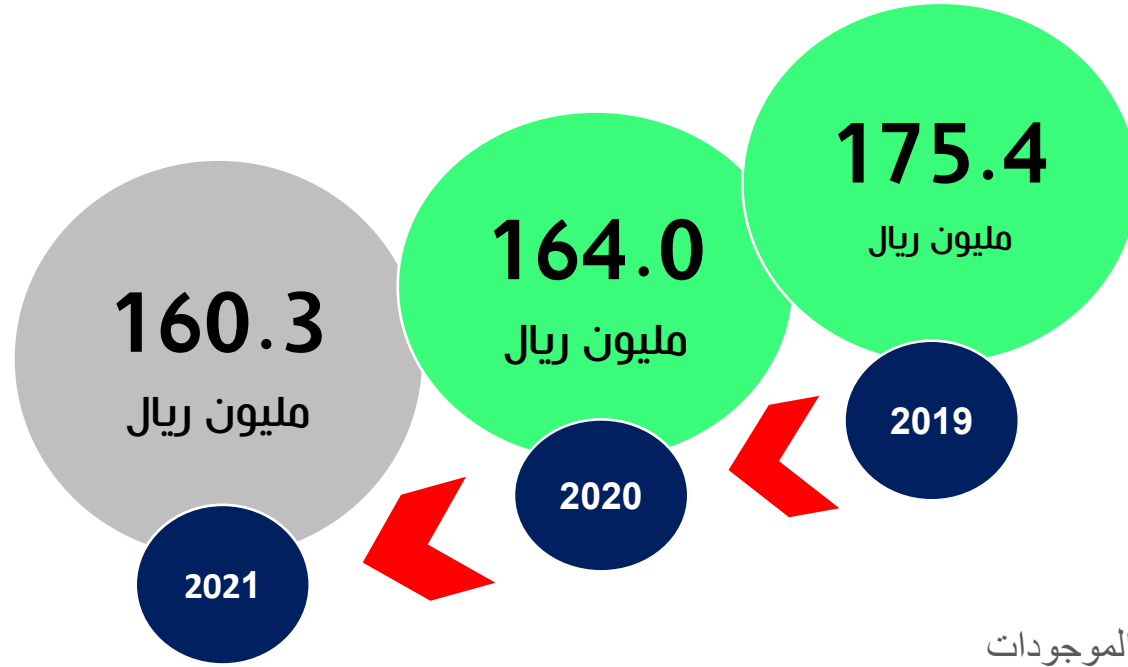 175.4
مليون ريال
2019
164.0
مليون ريال
2020
160.3
مليون ريال
2021
الموجودات